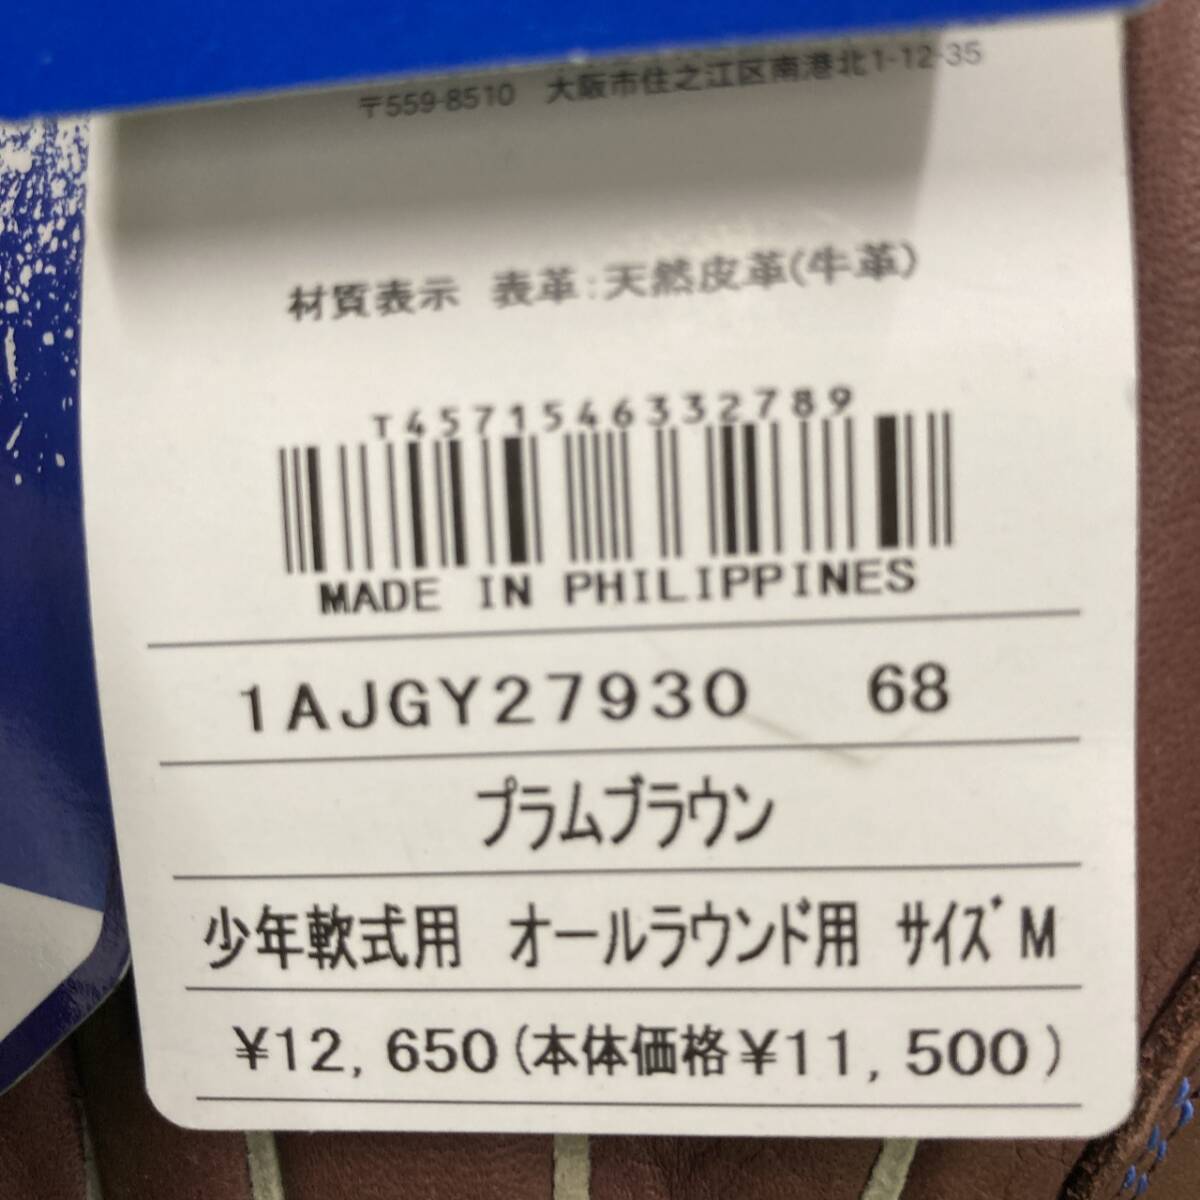 〒559-8510 大阪市住之江区南港北1-12-35
材質表示 表革:天然皮革(牛革)
T4571546332789
MADE IN PHILIPPINES
1AJGY27930 68
プラムブラウン
少年軟式用 オールラウンド用 サイズM
¥12,650(本体価格¥11,500)